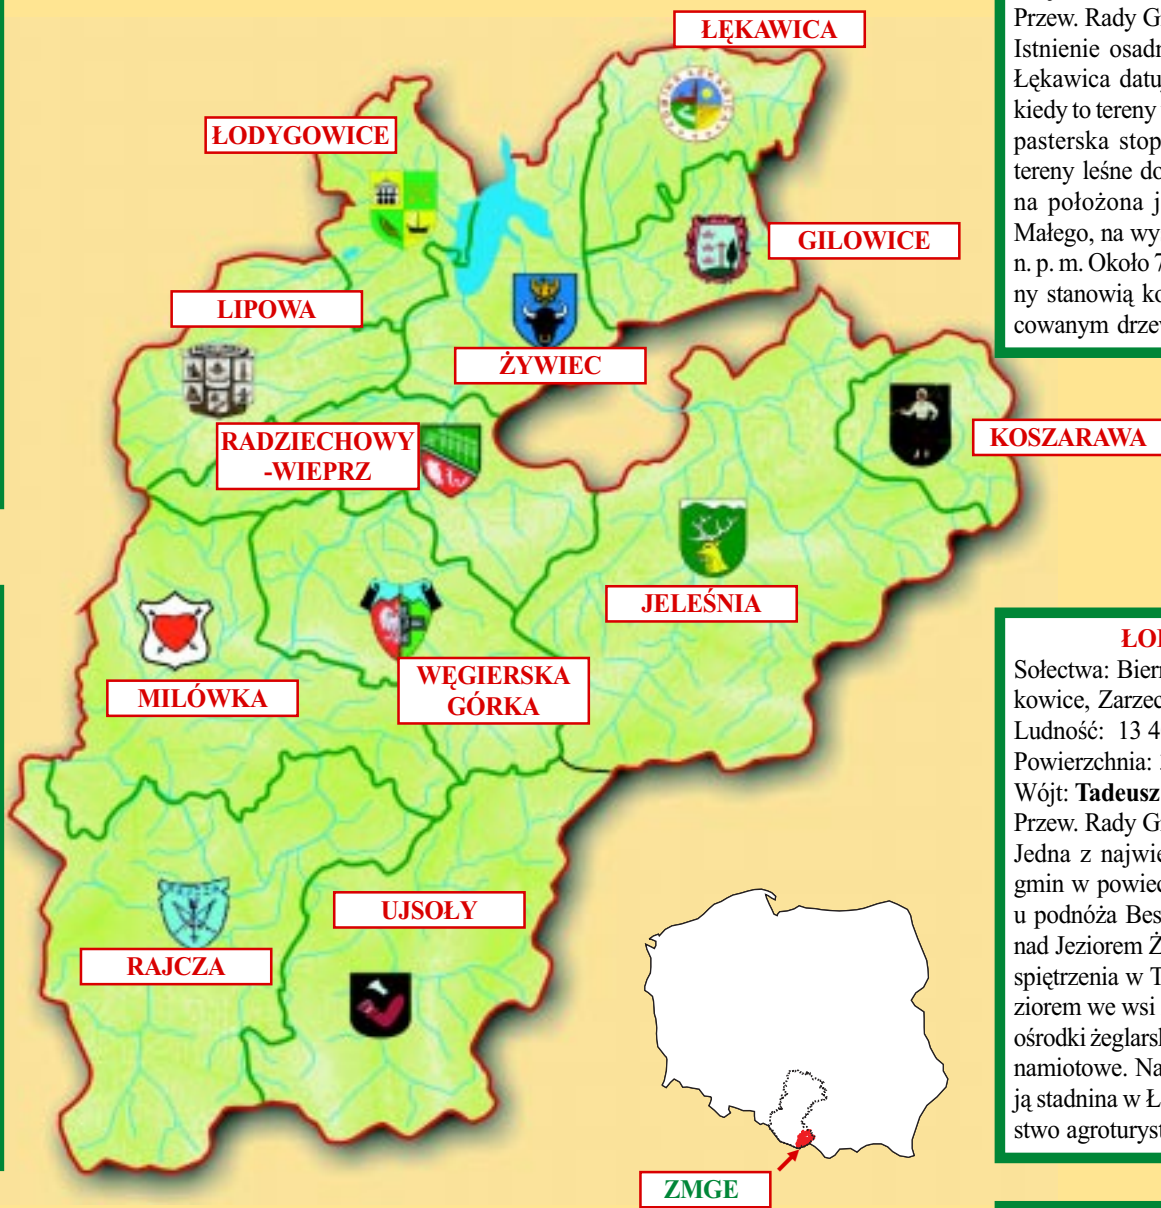 ŁĘKAWICA
ŁODYGOWICE
GILOWICE
LIPOWA
ŻYWIEC
RADZIECHOWY
-WIEPRZ
KOSZARAWA
JELEŚNIA
WĘGIERSKA
GÓRKA
MILÓWKA
UJSOŁY
RAJCZA
ZMGE
Przew. Rady G
Istnienie osadn
Łękawica datu
kiedy to tereny
pasterska stop
tereny leśne do
na położona j
Małego, na wy
n. p. m. Około 7
ny stanowią ko
cowanym drze
ŁO
Sołectwa: Bier
kowice, Zarzec
Ludność: 13 4
Powierzchnia:
Wójt: Tadeusz
Przew. Rady G
Jedna z najwie
gmin w powiec
u podnóża Bes
nad Jeziorem Ż
spiętrzenia w T
ziorem we wsi
ośrodki żeglarsk
namiotowe. Na
ją stadnina w Ł
stwo agroturyst